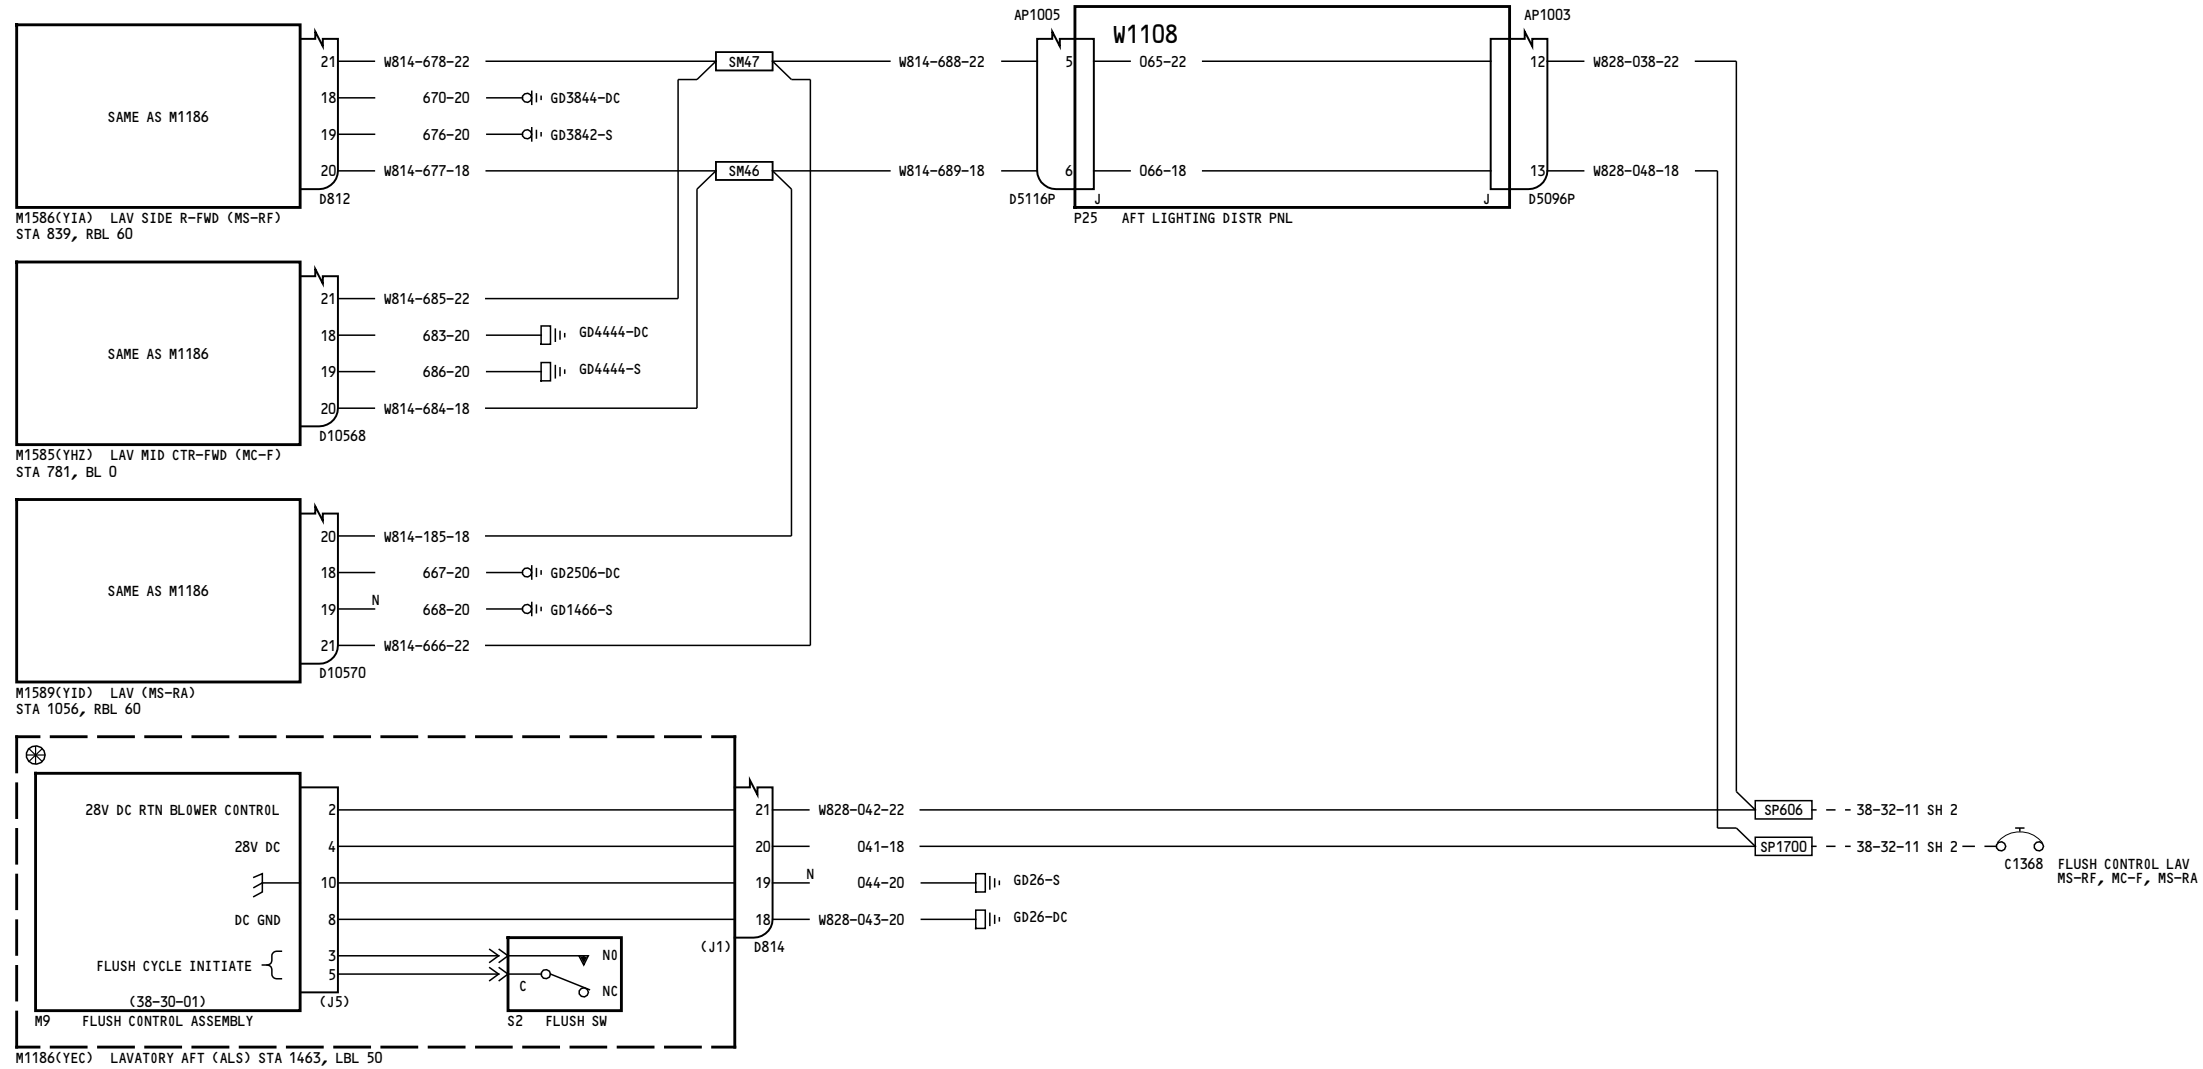 AP1005
W1108
AP1003
21 W814-678-22 SM47 W814-688-22 5 065-22 12 W828-038-22
18 670-20 GD3844-DC
SAME AS M1186
19 676-20 GD3842-S
20 W814-677-18 SM46 W814-689-18 6 066-18 13 W828-048-18
D812 D5116P J J D5096P
M1586(YIA) LAV SIDE R-FWD (MS-RF)
STA 839, RBL 60
P25 AFT LIGHTING DISTR PNL
21 W814-685-22
18 683-20 GD4444-DC
SAME AS M1186
19 686-20 GD4444-S
20 W814-684-18
D10568
M1585(YHZ) LAV MID CTR-FWD (MC-F)
STA 781, BL 0
20 W814-185-18
18 667-20 GD2506-DC
SAME AS M1186
19 N 668-20 GD1466-S
21 W814-666-22
D10570
M1589(YID) LAV (MS-RA)
STA 1056, RBL 60
28V DC RTN BLOWER CONTROL 2 21 W828-042-22 SP606 38-32-11 SH 2
28V DC 4 20 041-18 SP1700 38-32-11 SH 2
C1368 FLUSH CONTROL LAV
MS-RF, MC-F, MS-RA
10 19 N 044-20 GD26-S
DC GND 8 18 W828-043-20 GD26-DC
(J1) D814
FLUSH CYCLE INITIATE 3 NO
5 C NC
(38-30-01) (J5)
M9 FLUSH CONTROL ASSEMBLY
S2 FLUSH SW
M1186(YEC) LAVATORY AFT (ALS) STA 1463, LBL 50